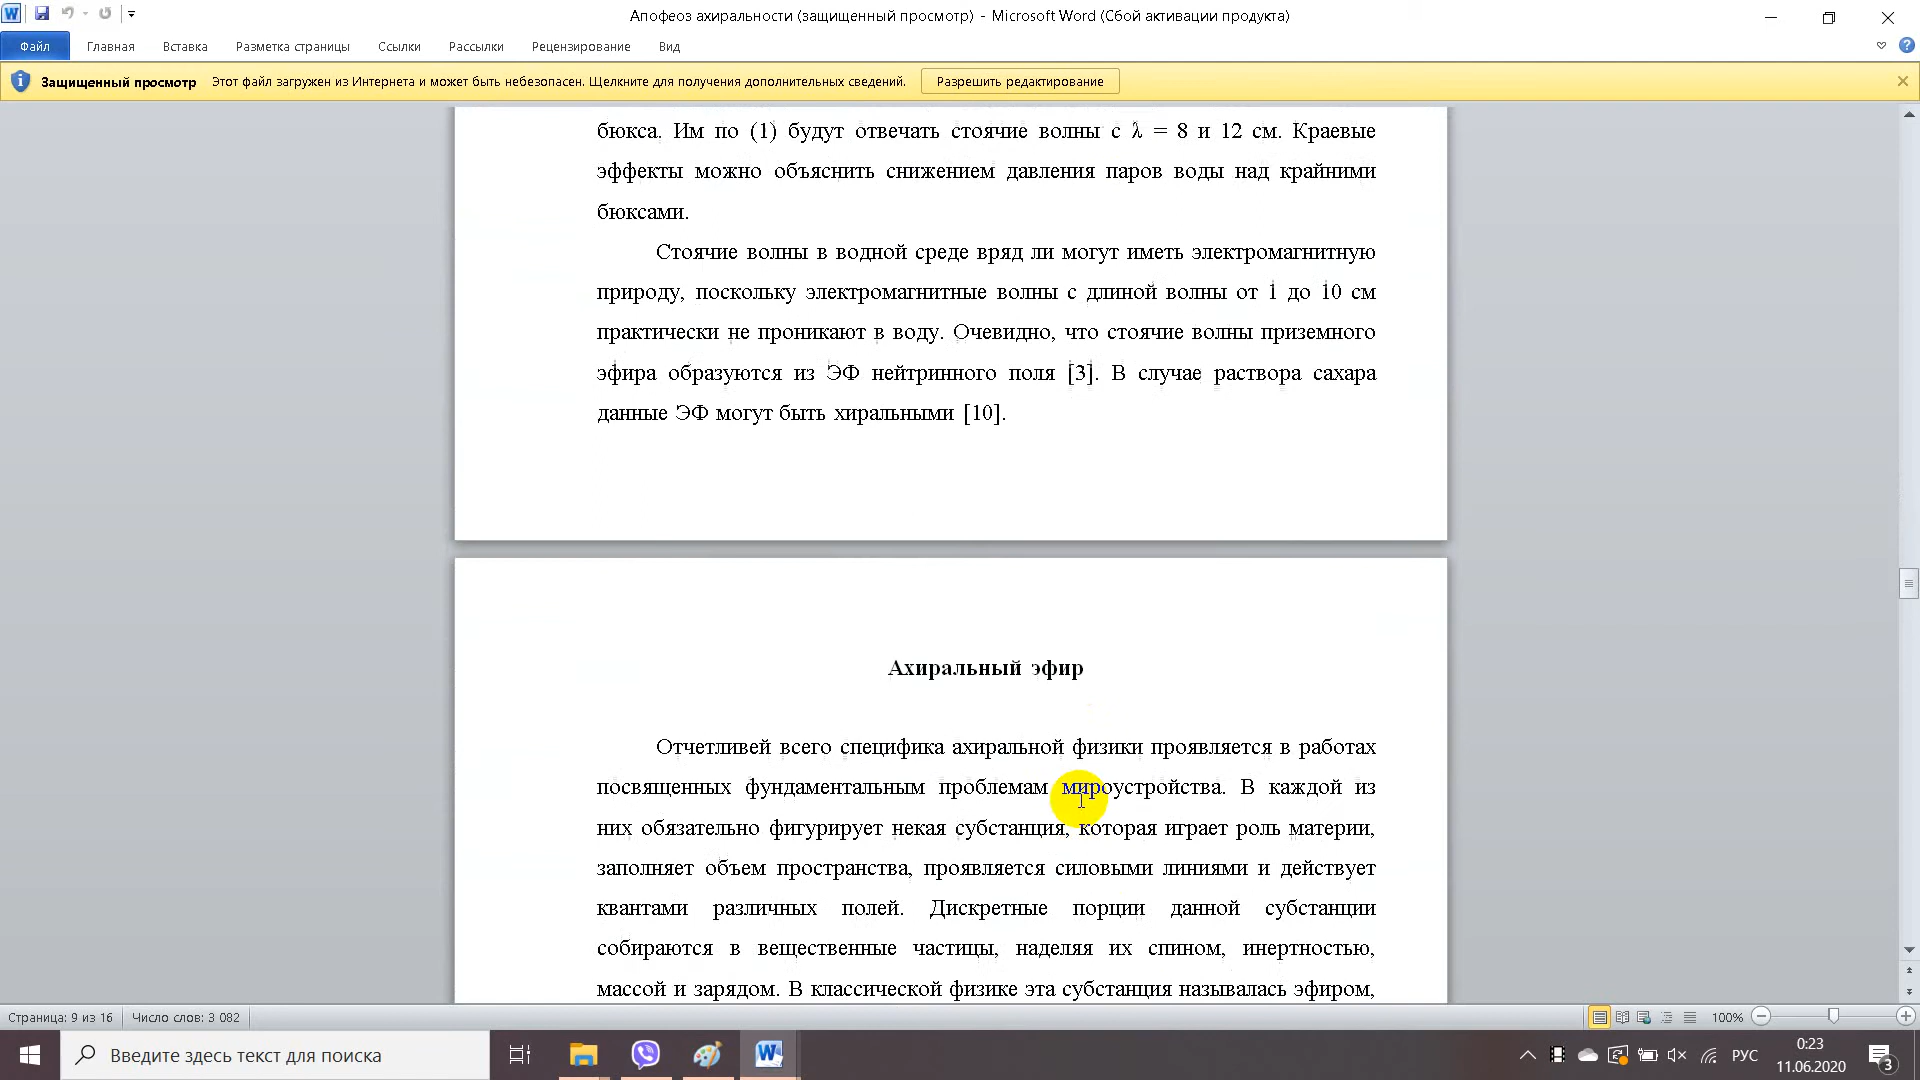 Апофеоз ахиральности (защищенный просмотр) - Microsoft Word (Сбой активации продукта)
Файл Главная Вставка Разметка страницы Ссылки Рассылки Рецензирование Вид
Защищенный просмотр Этот файл загружен из Интернета и может быть небезопасен. Щелкните для получения дополнительных сведений. Разрешить редактирование
бюкса. Им по (1) будут отвечать стоячие волны с λ = 8 и 12 см. Краевые
эффекты можно объяснить снижением давления паров воды над крайними
бюксами.
Стоячие волны в водной среде вряд ли могут иметь электромагнитную
природу, поскольку электромагнитные волны с длиной волны от 1 до 10 см
практически не проникают в воду. Очевидно, что стоячие волны приземного
эфира образуются из ЭФ нейтринного поля [3]. В случае раствора сахара
данные ЭФ могут быть хиральными [10].
Ахиральный эфир
Отчетливей всего специфика ахиральной физики проявляется в работах
посвященных фундаментальным проблемам мироустройства. В каждой из
них обязательно фигурирует некая субстанция, которая играет роль материи,
заполняет объем пространства, проявляется силовыми линиями и действует
квантами различных полей. Дискретные порции данной субстанции
собираются в вещественные частицы, наделяя их спином, инертностью,
массой и зарядом. В классической физике эта субстанция называлась эфиром,
Страница: 9 из 16 Число слов: 3 082 100%
Введите здесь текст для поиска РУС 0:23
11.06.2020 3